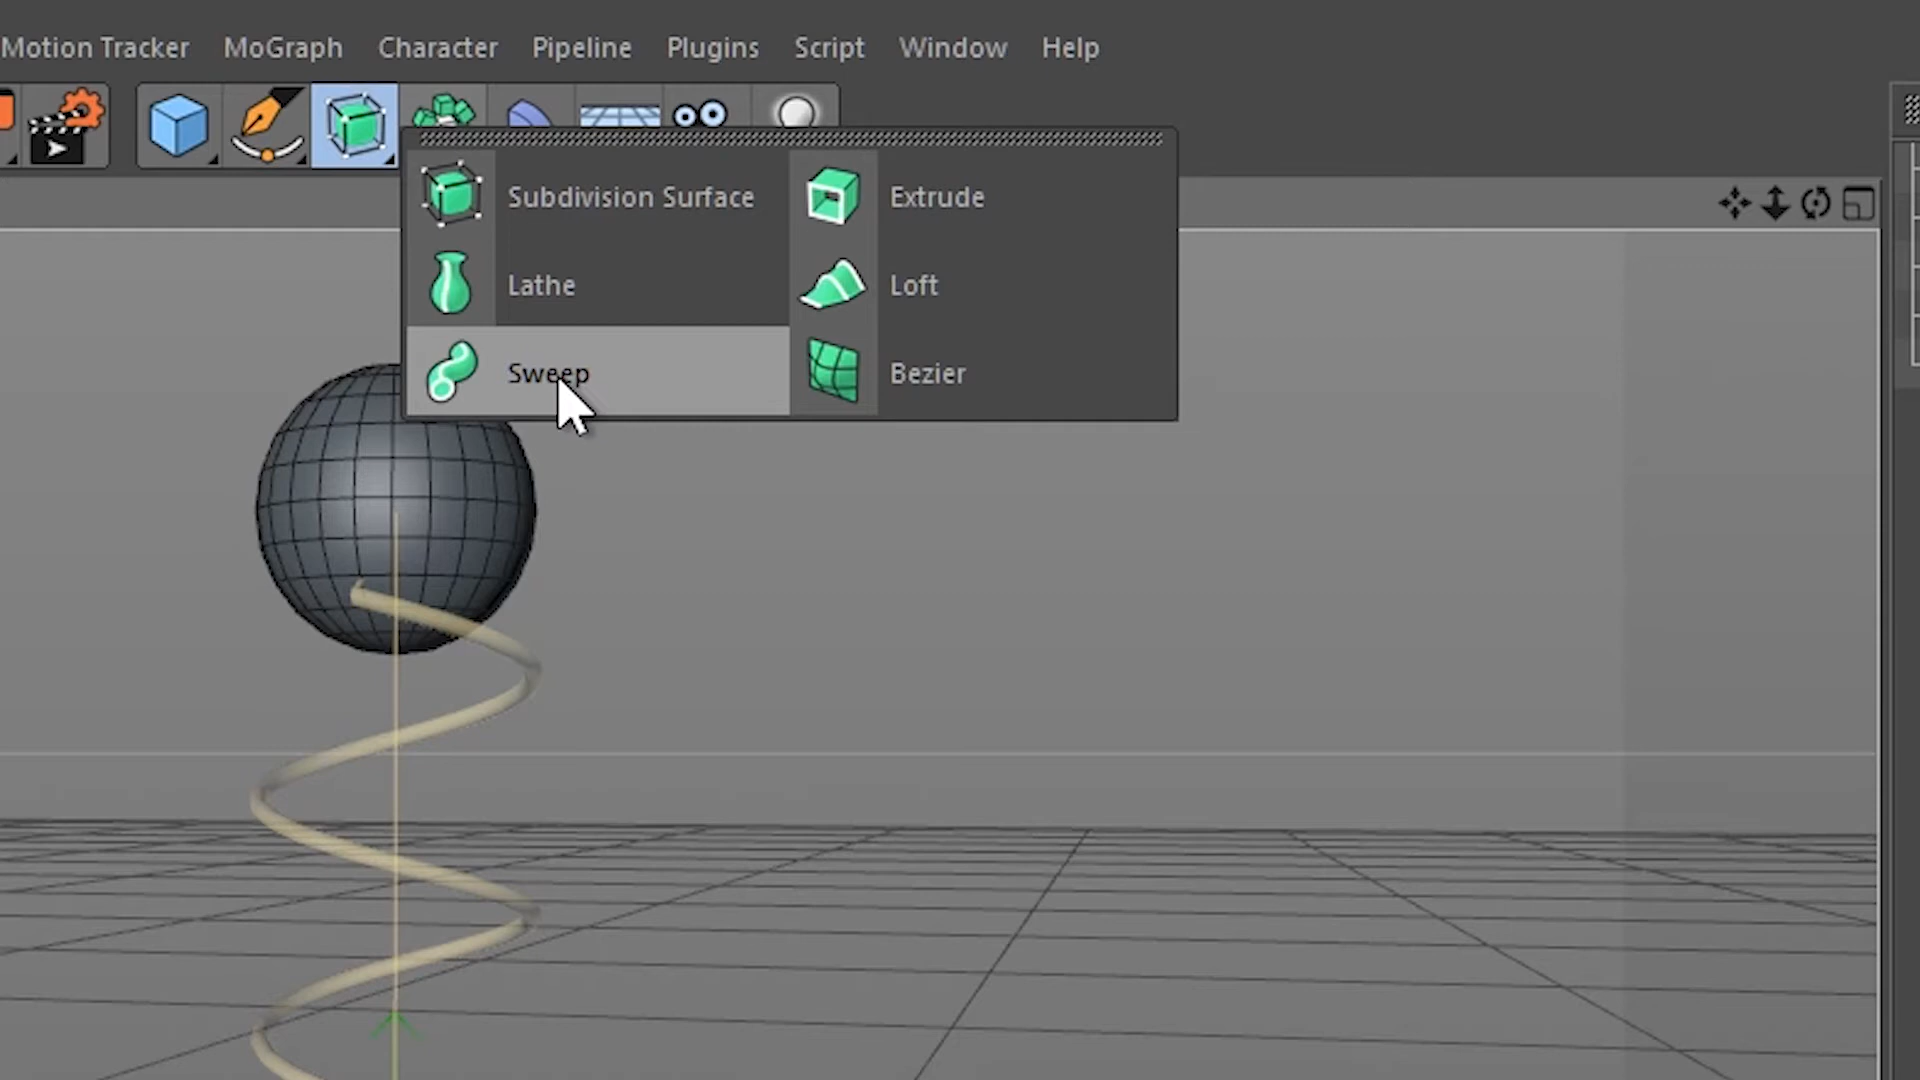 Motion Tracker MoGraph Character Pipeline Plugins Script Window Help
Subdivision Surface Extrude
Lathe Loft
Sweep Bezier